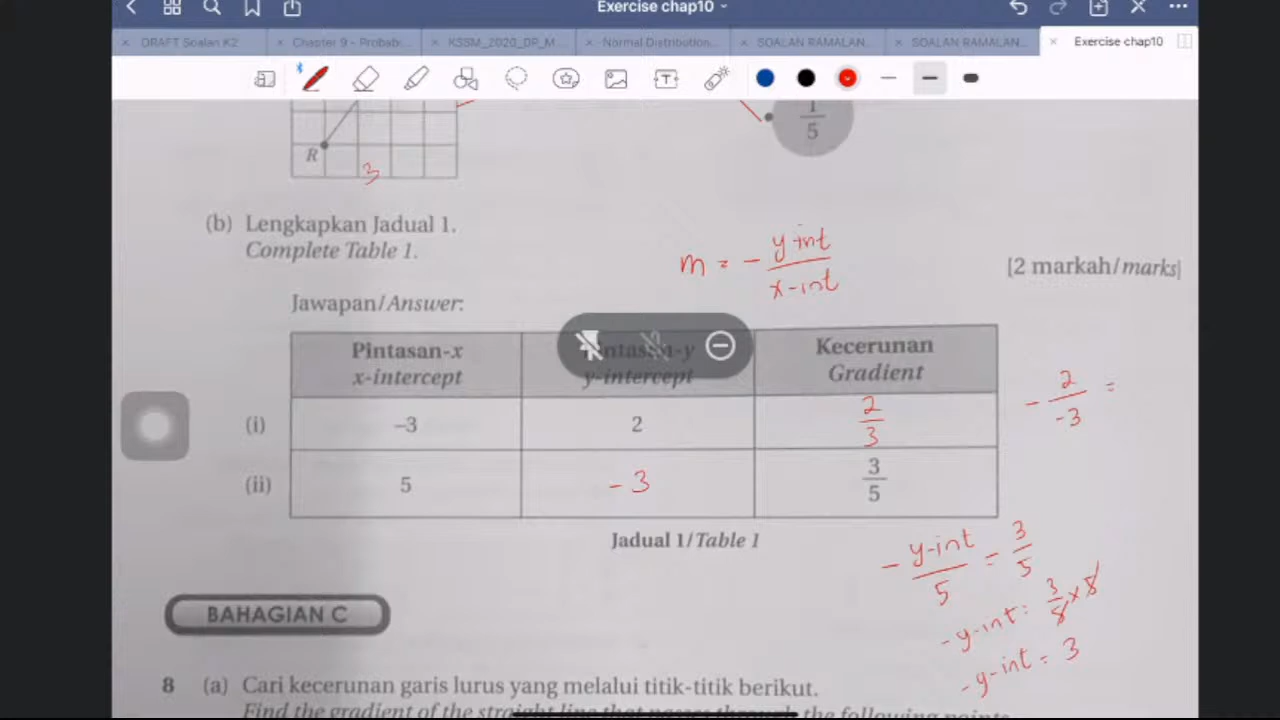 Exercise chap10
DRAFT Soalan K2
Chapter 9 - Probabi...
KSSM_2020_DP_M...
Normal Distribution...
SOALAN RAMALAN...
SOALAN RAMALAN...
Exercise chap10
R
3
1
5
(b) Lengkapkan Jadual 1.
Complete Table 1.
m = - y-int / x-int
[2 markah/marks]
Jawapan/Answer:
Pintasan-x Pintasan-y Kecerunan
x-intercept y-intercept Gradient
(i) –3 2 2/3
- 2/-3 =
(ii) 5 - 3 3/5
Jadual 1/Table 1
- y-int/5 = 3/5
- y-int = 3/5 × 5
- y-int = 3
BAHAGIAN C
8 (a) Cari kecerunan garis lurus yang melalui titik-titik berikut.
Find the gradient of the straight line that passes through the following points.